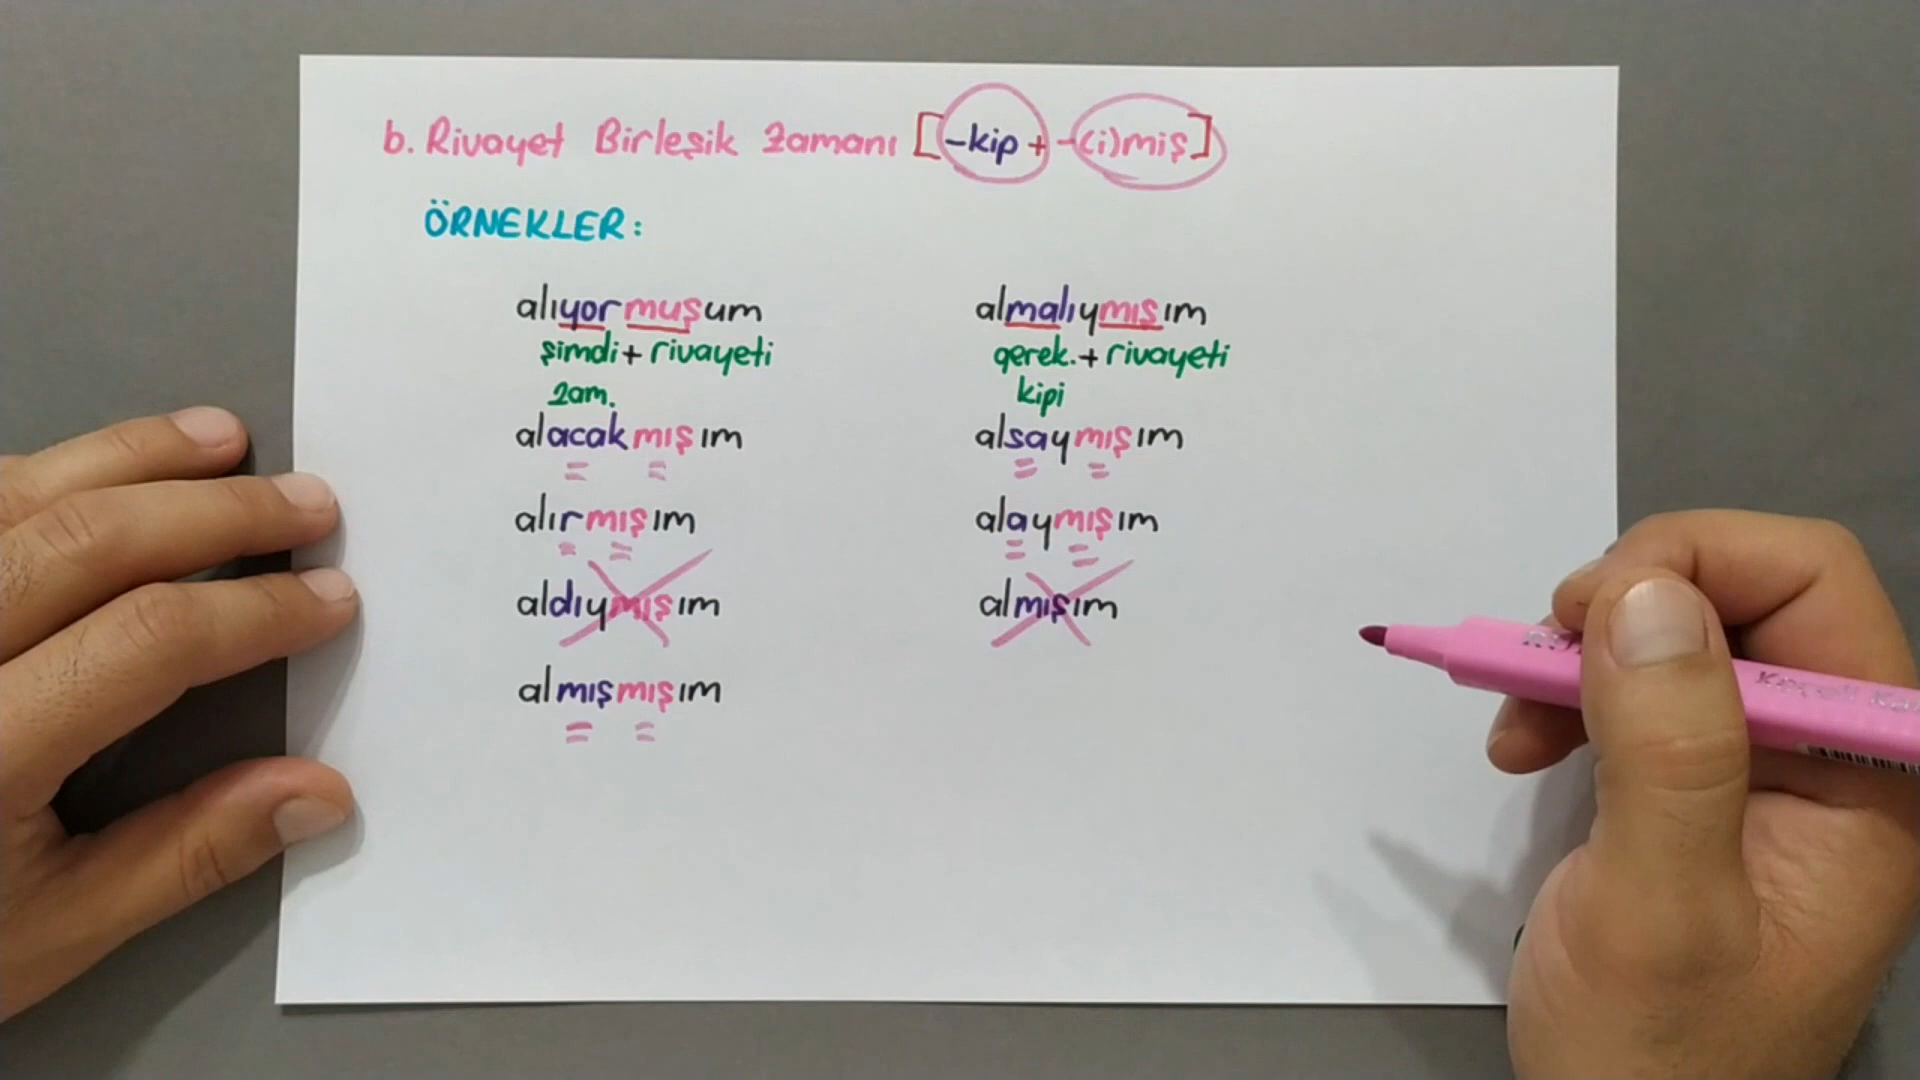 b. Rivayet Birleşik Zamanı [-kip + -(i)miş]
ÖRNEKLER:
alıyormuşum
şimdi + rivayeti
zam.
alacakmışım
alırmışım
aldıymışım
almışmışım
almalıymışım
gerek. + rivayeti
kipi
alsaymışım
alaymışım
almışım